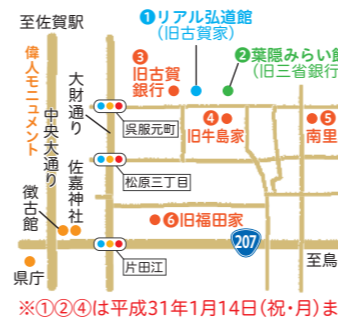 至佐賀駅
❶リアル弘道館
(旧古賀家)
❷葉隠みらい館
(旧三省銀行
偉人モニュメント
中央大通り
大財通り
❸
旧古賀
銀行
呉服元町
❹
旧牛島家
❺
南里
松原三丁目
徴古館
佐嘉神社
❻旧福田家
207
片田江
県庁
至鳥
※①②④は平成31年1月14日(祝・月)ま